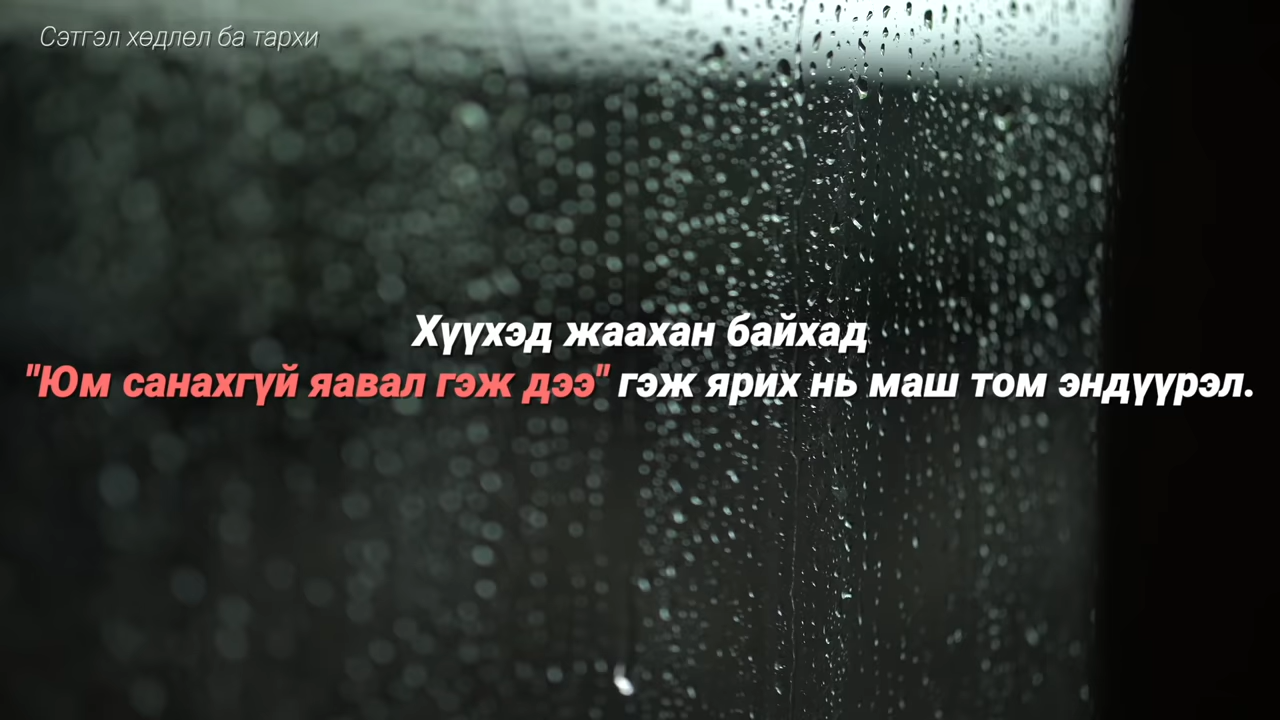 Сэтгэл хөдлөл ба тархи
Хүүхэд жаахан байхад
"Юм санахгүй яавал гэж дээ" гэж ярих нь маш том эндүүрэл.